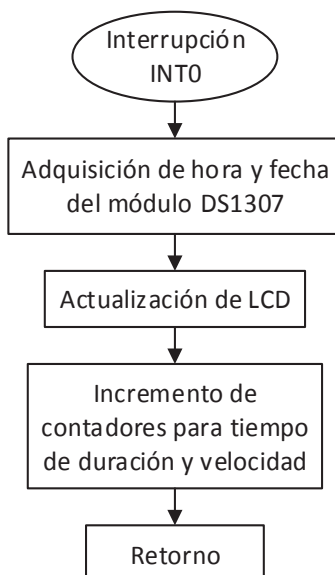 Interrupción
INT0
Adquisición de hora y fecha
del módulo DS1307
Actualización de LCD
Incremento de
contadores para tiempo
de duración y velocidad
Retorno